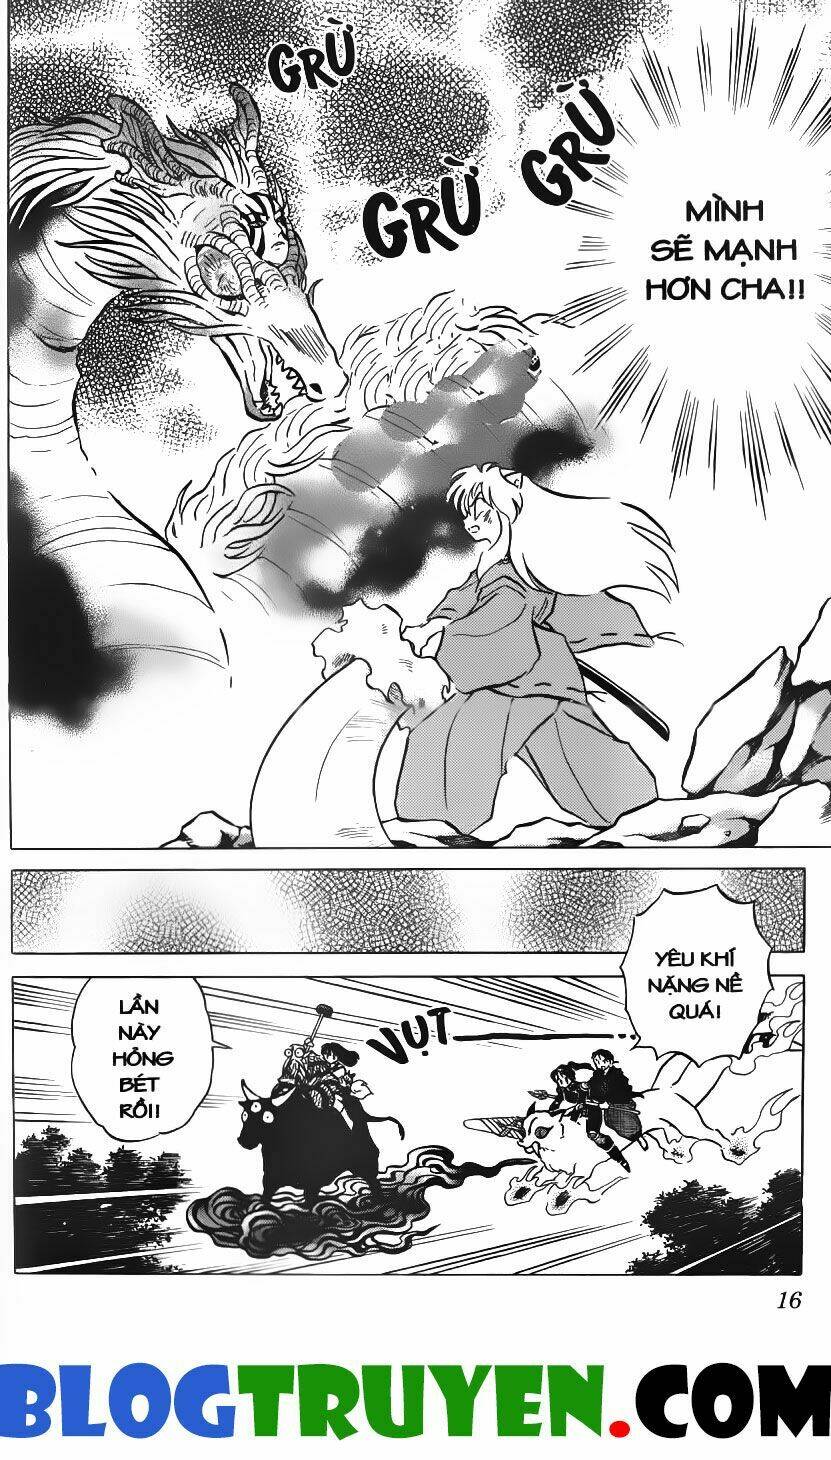 GRỪ
GRỪ
GRỪ
MÌNH
SẼ MẠNH
HƠN CHA!!
YÊU KHÍ
NẶNG NỀ
QUÁ!
LẦN
NÀY
HỎNG
BÉT
RỒI!!
VỤT
16
BLOGTRUYEN.COM